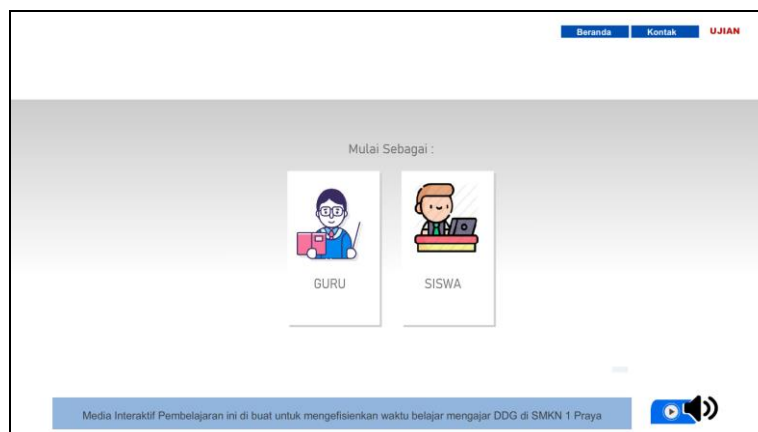 Beranda Kontak UJIAN
Mulai Sebagai :
GURU SISWA
Media Interaktif Pembelajaran ini di buat untuk mengefisienkan waktu belajar mengajar DDG di SMKN 1 Praya